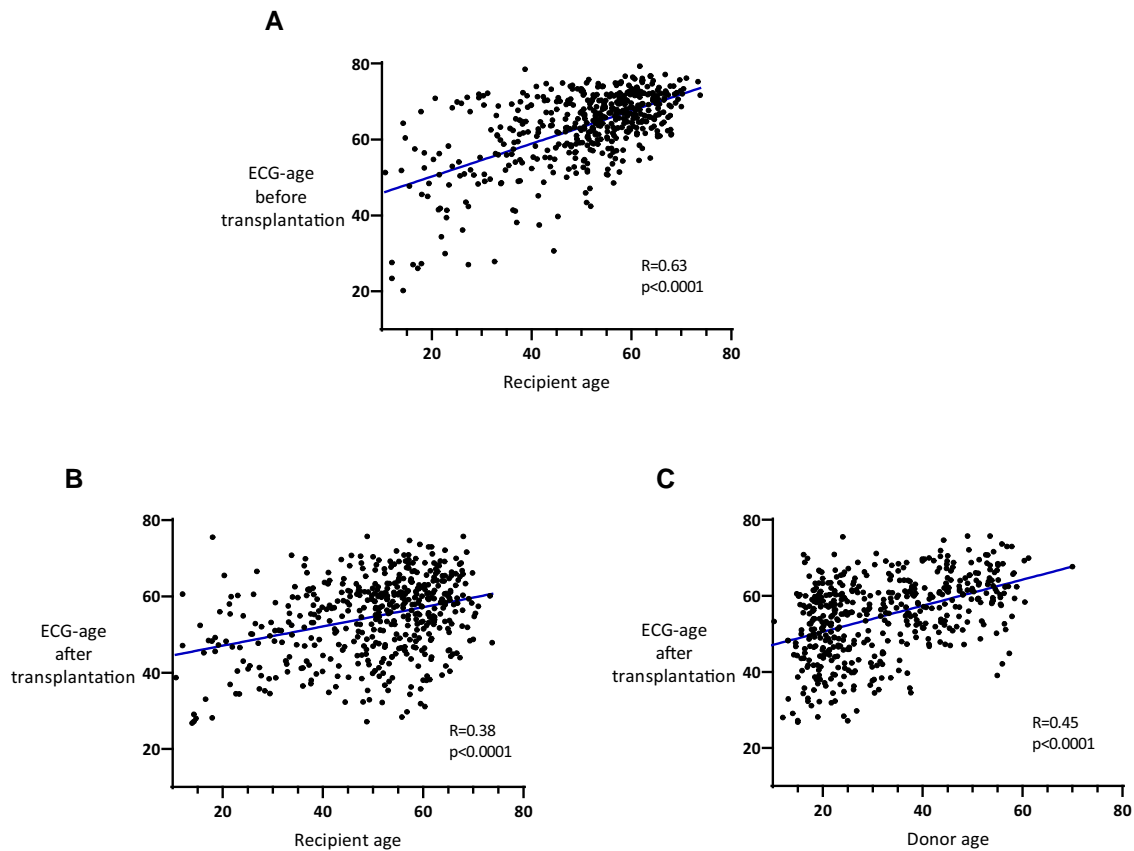 A
80
60
40
20
ECG-age
before
transplantation
R=0.63
p<0.0001
20 40 60 80
Recipient age
B
80
60
40
20
ECG-age
after
transplantation
R=0.38
p<0.0001
20 40 60 80
Recipient age
C
80
60
40
20
ECG-age
after
transplantation
R=0.45
p<0.0001
20 40 60 80
Donor age